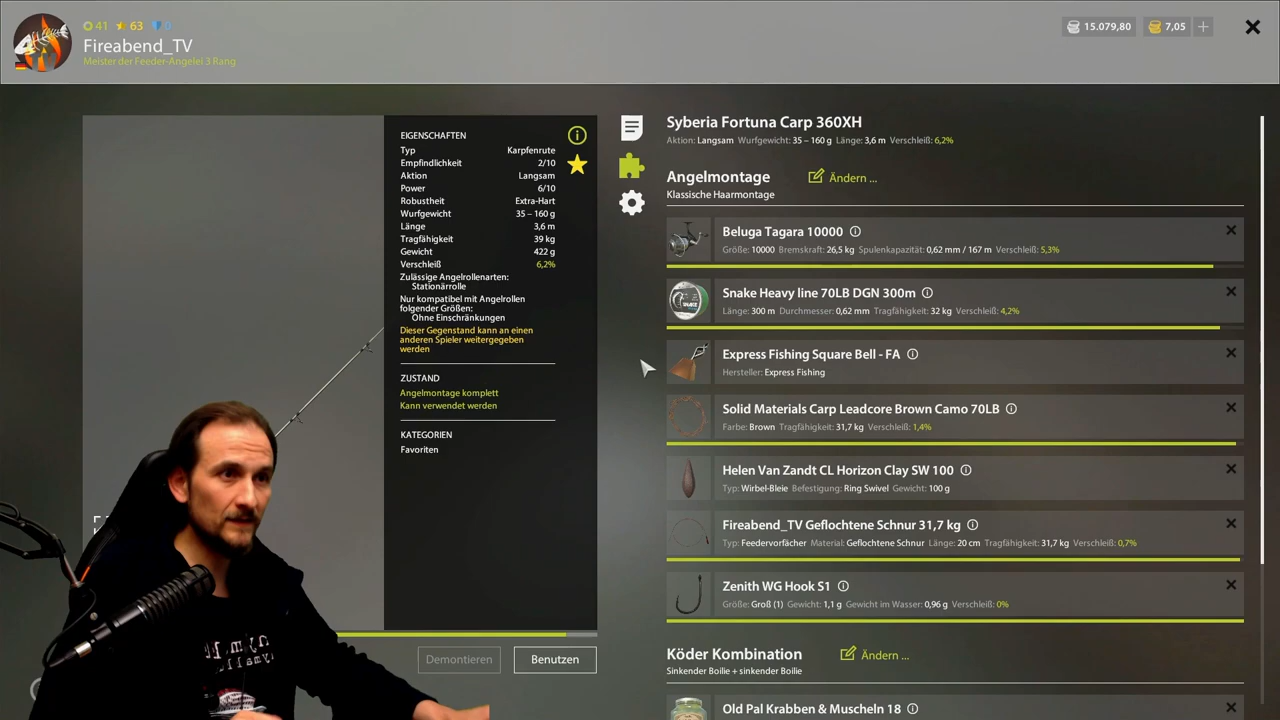 41 63 0
Fireabend_TV
Meister der Feeder-Angelei 3 Rang
15.079,80 7,05 +
EIGENSCHAFTEN
Typ Karpfenrute
Empfindlichkeit 2/10
Aktion Langsam
Power 6/10
Robustheit Extra-Hart
Wurfgewicht 35 – 160 g
Länge 3,6 m
Tragfähigkeit 39 kg
Gewicht 422 g
Verschleiß 6,2%
Zulässige Angelrollenarten:
Stationärrolle
Nur kompatibel mit Angelrollen
folgender Größen:
Ohne Einschränkungen
Dieser Gegenstand kann an einen
anderen Spieler weitergegeben
werden
ZUSTAND
Angelmontage komplett
Kann verwendet werden
KATEGORIEN
Favoriten
Demontieren
Benutzen
Syberia Fortuna Carp 360XH
Aktion: Langsam Wurfgewicht: 35 – 160 g Länge: 3,6 m Verschleiß: 6,2%
Angelmontage Ändern ...
Klassische Haarmontage
Beluga Tagara 10000
Größe: 10000 Bremskraft: 26,5 kg Spulenkapazität: 0,62 mm / 167 m Verschleiß: 5,3%
Snake Heavy line 70LB DGN 300m
Länge: 300 m Durchmesser: 0,62 mm Tragfähigkeit: 32 kg Verschleiß: 4,2%
Express Fishing Square Bell - FA
Hersteller: Express Fishing
Solid Materials Carp Leadcore Brown Camo 70LB
Farbe: Brown Tragfähigkeit: 31,7 kg Verschleiß: 1,4%
Helen Van Zandt CL Horizon Clay SW 100
Typ: Wirbel-Bleie Befestigung: Ring Swivel Gewicht: 100 g
Fireabend_TV Geflochtene Schnur 31,7 kg
Typ: Feedervorfächer Material: Geflochtene Schnur Länge: 20 cm Tragfähigkeit: 31,7 kg Verschleiß: 0,7%
Zenith WG Hook S1
Größe: Groß (1) Gewicht: 1,1 g Gewicht im Wasser: 0,96 g Verschleiß: 0%
Köder Kombination Ändern ...
Sinkender Boilie + sinkender Boilie
Old Pal Krabben & Muscheln 18